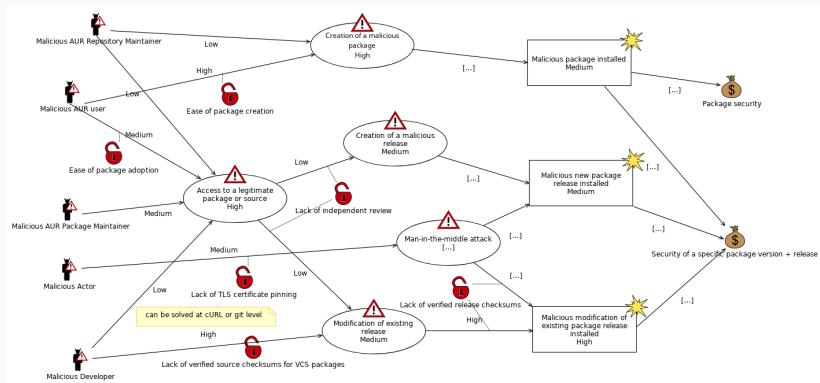 Malicious AUR Repository Maintainer
Low
Creation of a malicious
package
High
[...]
Malicious package installed
Medium
[...]
Package security
High
Low
Malicious AUR user
Ease of package creation
Medium
Ease of package adoption
Creation of a malicious
release
Medium
Low
[...]
Malicious new package
release installed
Medium
[...]
Access to a legitimate
package or source
High
Lack of independent review
Malicious AUR Package Maintainer
Medium
Man-in-the-middle attack
[...]
[...]
[...]
Security of a specific package version + release
Medium
Malicious Actor
Low
Low
[...]
Lack of TLS certificate pinning
Lack of verified release checksums
[...]
can be solved at cURL or git level
High
High
Modification of existing
release
Medium
Malicious modification of
existing package release
installed
High
Lack of verified source checksums for VCS packages
Malicious Developer